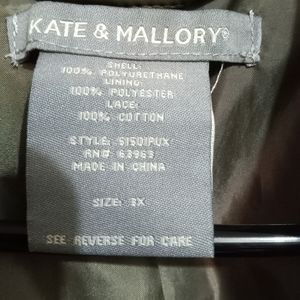 KATE & MALLORY®
SHELL:
100% POLYURETHANE
LINING:
100% POLYESTER
LACE:
100% COTTON
STYLE: S1501PUX
RN# 63963
MADE IN CHINA
SIZE: 3X
SEE REVERSE FOR CARE